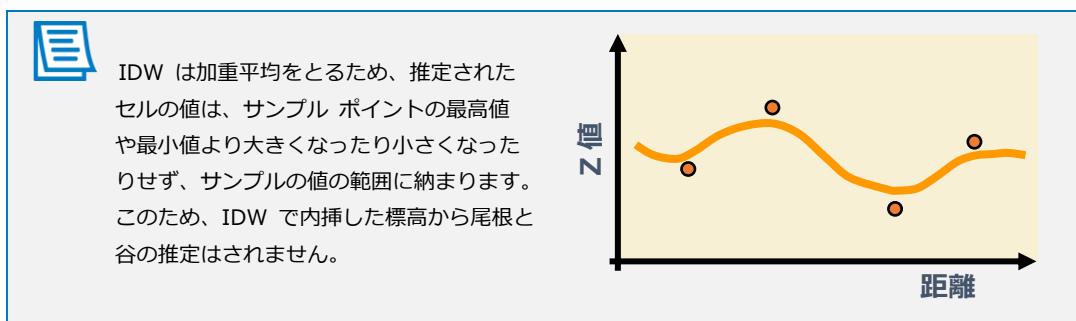 IDW は加重平均をとるため、推定された
セルの値は、サンプル ポイントの最高値
や最小値より大きくなったり小さくなった
りせず、サンプルの値の範囲に納まります。
このため、IDW で内挿した標高から尾根と
谷の推定はされません。
Z 値
距離